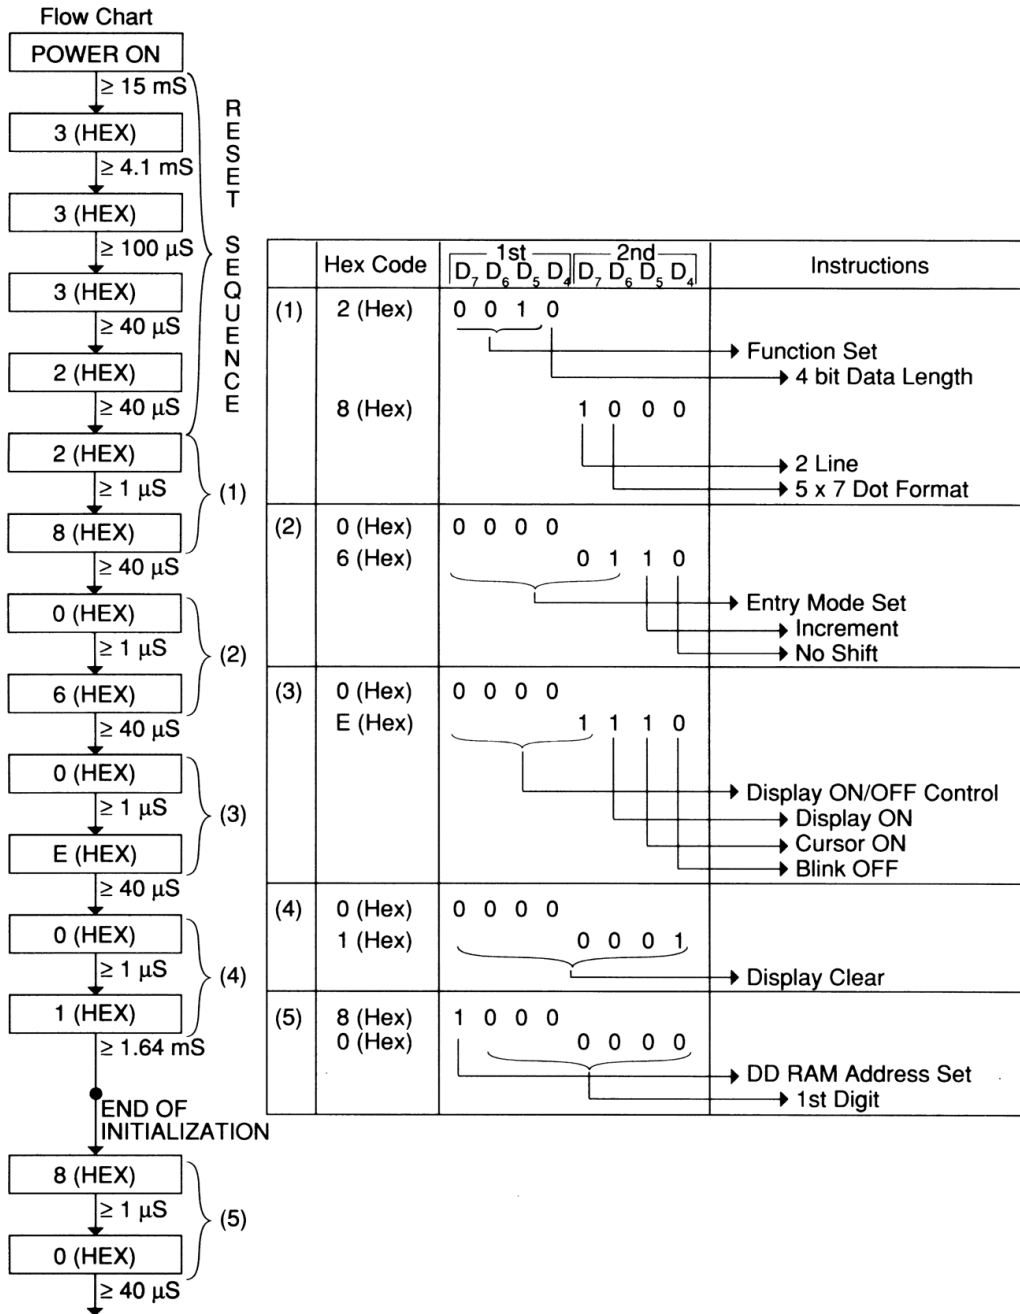 Flow Chart
POWER ON
≥ 15 mS
3 (HEX)
≥ 4.1 mS
3 (HEX)
≥ 100 µS
3 (HEX)
≥ 40 µS
2 (HEX)
≥ 40 µS
2 (HEX)
≥ 1 µS
8 (HEX)
≥ 40 µS
0 (HEX)
≥ 1 µS
6 (HEX)
≥ 40 µS
0 (HEX)
≥ 1 µS
E (HEX)
≥ 40 µS
0 (HEX)
≥ 1 µS
1 (HEX)
≥ 1.64 mS
END OF
INITIALIZATION
8 (HEX)
≥ 1 µS
0 (HEX)
≥ 40 µS
RESET SEQUENCE
(1)
(2)
(3)
(4)
(5)
Hex Code 1st 2nd Instructions
D7 D6 D5 D4 D7 D6 D5 D4
(1) 2 (Hex) 0 0 1 0
Function Set
4 bit Data Length
8 (Hex) 1 0 0 0
2 Line
5 x 7 Dot Format
(2) 0 (Hex) 0 0 0 0
6 (Hex) 0 1 1 0
Entry Mode Set
Increment
No Shift
(3) 0 (Hex) 0 0 0 0
E (Hex) 1 1 1 0
Display ON/OFF Control
Display ON
Cursor ON
Blink OFF
(4) 0 (Hex) 0 0 0 0
1 (Hex) 0 0 0 1
Display Clear
(5) 8 (Hex) 1 0 0 0
0 (Hex) 0 0 0 0
DD RAM Address Set
1st Digit